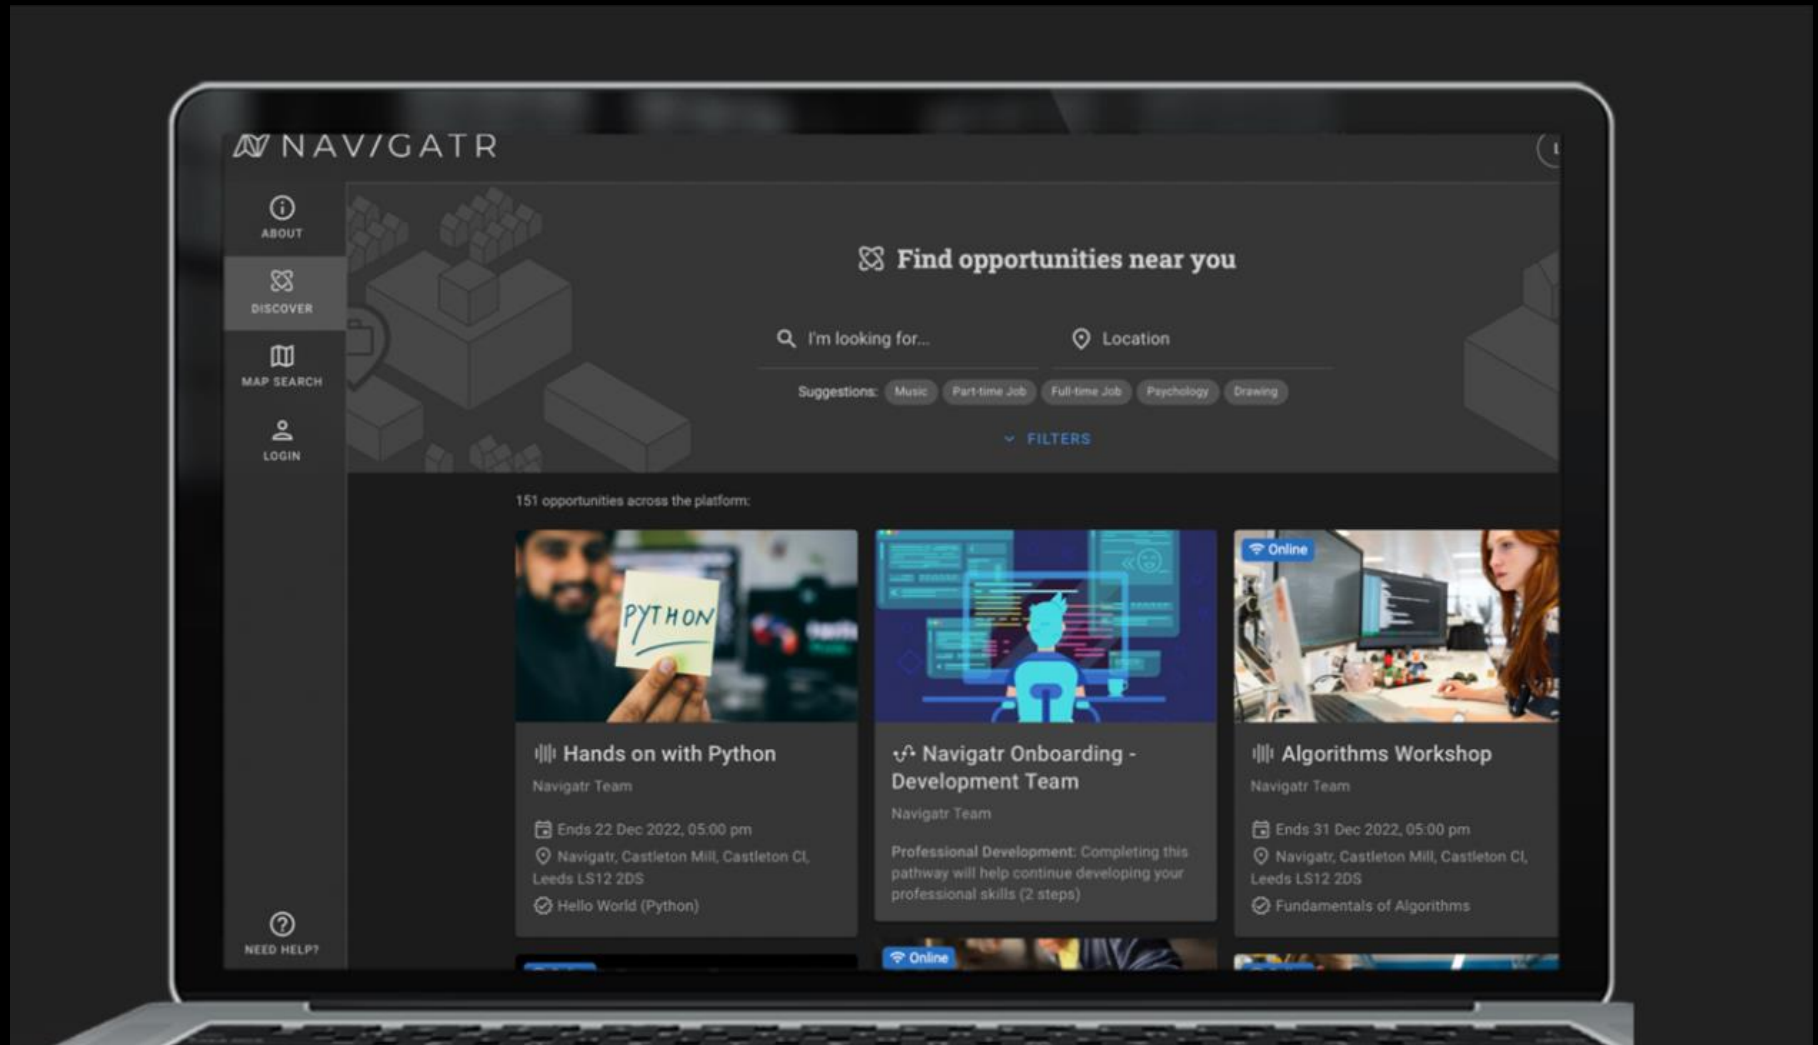 NAVIGATR
ABOUT
DISCOVER
MAP SEARCH
LOGIN
NEED HELP?
Find opportunities near you
I'm looking for...
Location
Suggestions: Music Part-time Job Full-time Job Psychology Drawing
FILTERS
151 opportunities across the platform:
PYTHON
Hands on with Python
Navigatr Team
Ends 22 Dec 2022, 05:00 pm
Navigatr, Castleton Mill, Castleton Cl,
Leeds LS12 2DS
Hello World (Python)
Navigatr Onboarding -
Development Team
Navigatr Team
Professional Development: Completing this
pathway will help continue developing your
professional skills (2 steps)
Online
Online
Algorithms Workshop
Navigatr Team
Ends 31 Dec 2022, 05:00 pm
Navigatr, Castleton Mill, Castleton Cl,
Leeds LS12 2DS
Fundamentals of Algorithms